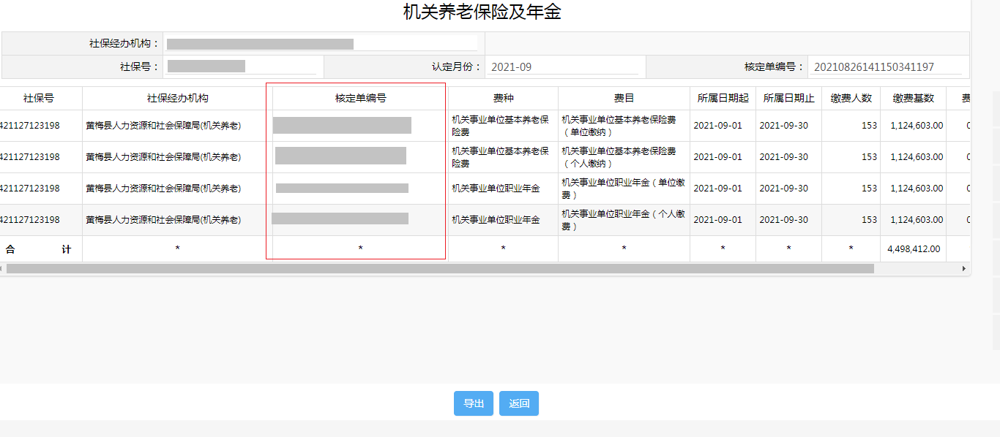 机关养老保险及年金
社保经办机构：
社保号： 认定月份： 2021-09 核定单编号： 20210826141150341197
社保号 社保经办机构 核定单编号 费种 费目 所属日期起 所属日期止 缴费人数 缴费基数 费
421127123198 黄梅县人力资源和社会保障局(机关养老) 机关事业单位基本养老保险费 机关事业单位基本养老保险费（单位缴纳） 2021-09-01 2021-09-30 153 1,124,603.00 0
421127123198 黄梅县人力资源和社会保障局(机关养老) 机关事业单位基本养老保险费 机关事业单位基本养老保险费（个人缴纳） 2021-09-01 2021-09-30 153 1,124,603.00 0
421127123198 黄梅县人力资源和社会保障局(机关养老) 机关事业单位职业年金 机关事业单位职业年金（单位缴费） 2021-09-01 2021-09-30 153 1,124,603.00 0
421127123198 黄梅县人力资源和社会保障局(机关养老) 机关事业单位职业年金 机关事业单位职业年金（个人缴费） 2021-09-01 2021-09-30 153 1,124,603.00 0
合 计 * * * * * * * 4,498,412.00
导出 返回